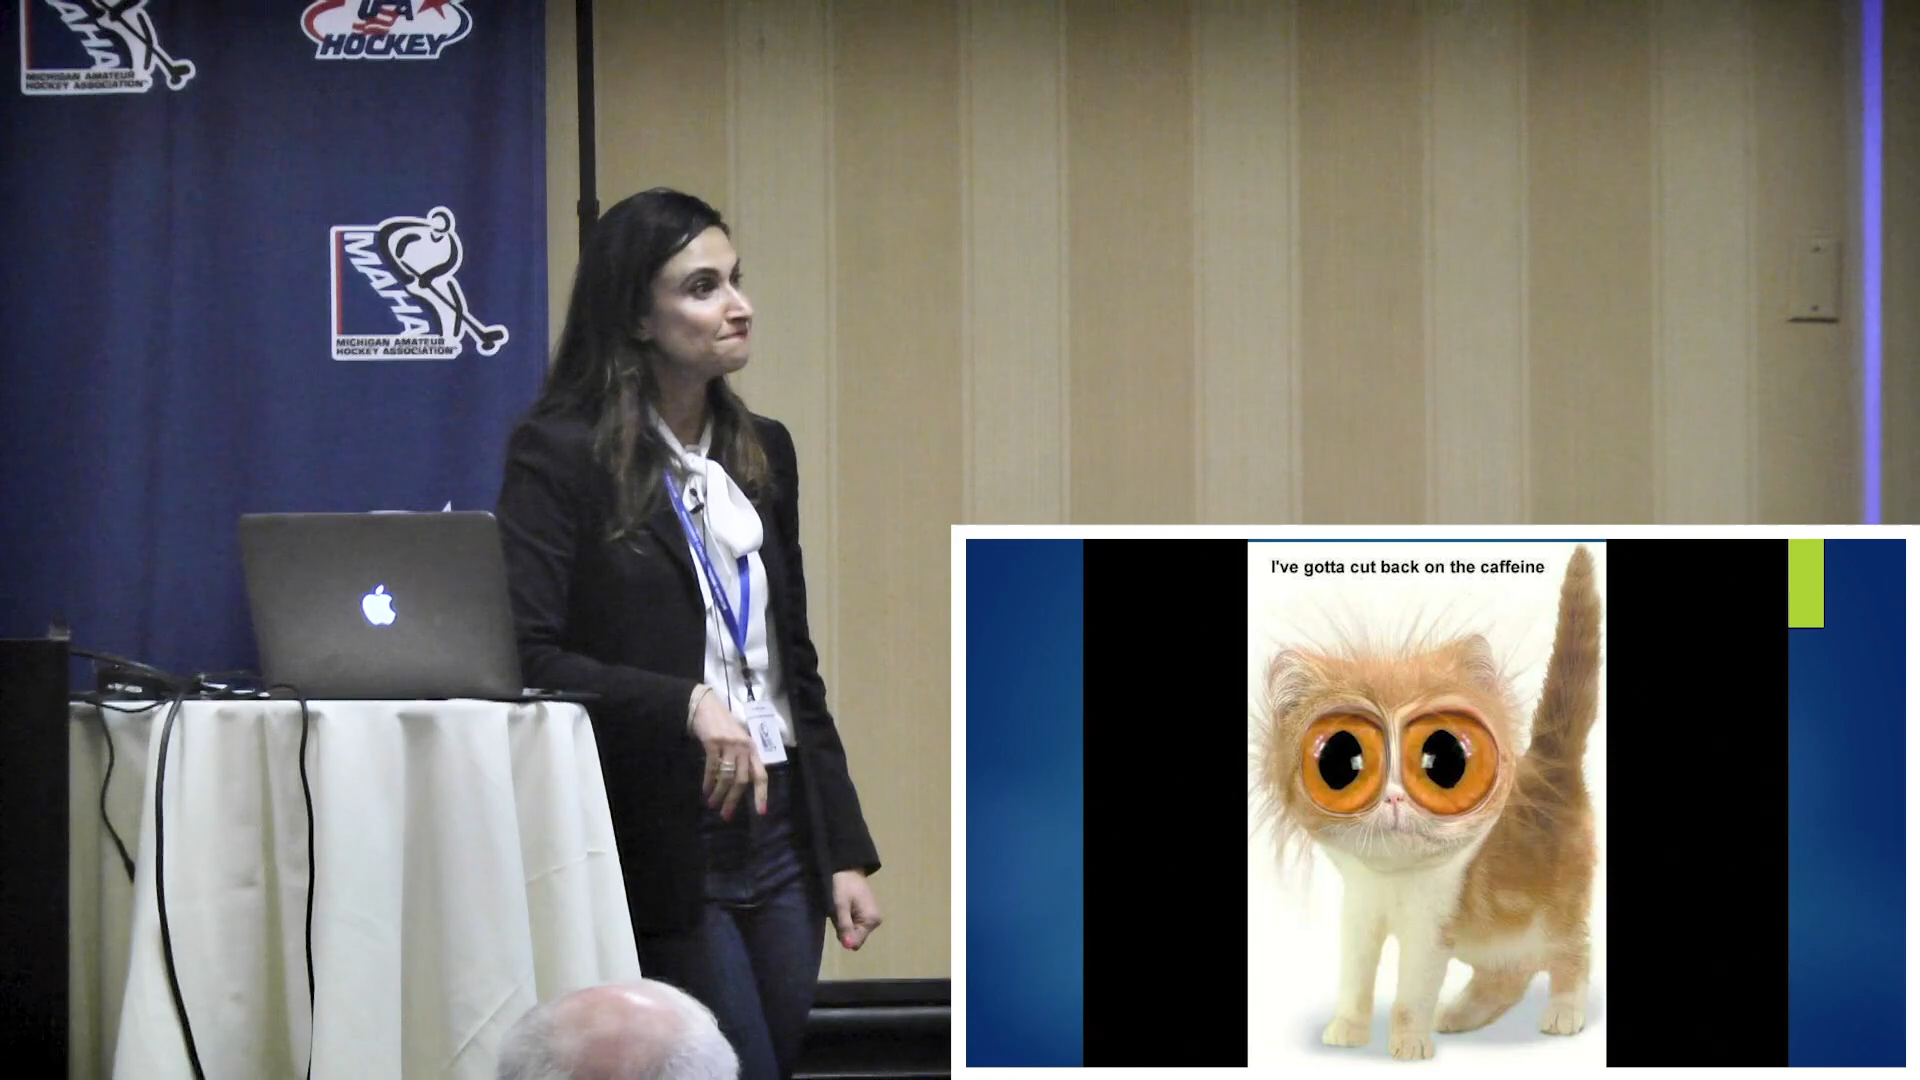 MAHA
MICHIGAN AMATEUR
HOCKEY ASSOCIATION
USA
HOCKEY
MAHA
MICHIGAN AMATEUR
HOCKEY ASSOCIATION
I've gotta cut back on the caffeine